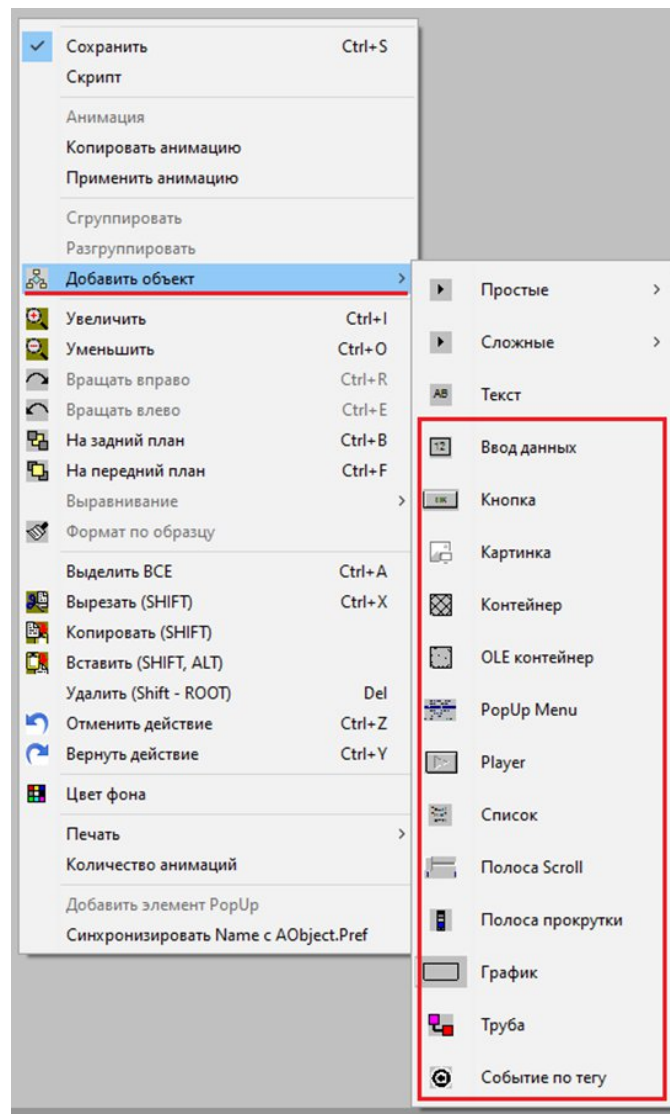 Сохранить Ctrl+S
Скрипт
Анимация
Копировать анимацию
Применить анимацию
Сгруппировать
Разгруппировать
Добавить объект
Увеличить Ctrl+I
Уменьшить Ctrl+O
Вращать вправо Ctrl+R
Вращать влево Ctrl+E
На задний план Ctrl+B
На передний план Ctrl+F
Выравнивание
Формат по образцу
Выделить ВСЕ Ctrl+A
Вырезать (SHIFT) Ctrl+X
Копировать (SHIFT)
Вставить (SHIFT, ALT)
Удалить (Shift - ROOT) Del
Отменить действие Ctrl+Z
Вернуть действие Ctrl+Y
Цвет фона
Печать
Количество анимаций
Добавить элемент PopUp
Синхронизировать Name с AObject.Pref
Простые
Сложные
AB Текст
12 Ввод данных
OK Кнопка
Картинка
Контейнер
OLE контейнер
PopUp Menu
Player
Список
Полоса Scroll
Полоса прокрутки
График
Труба
Событие по тегу